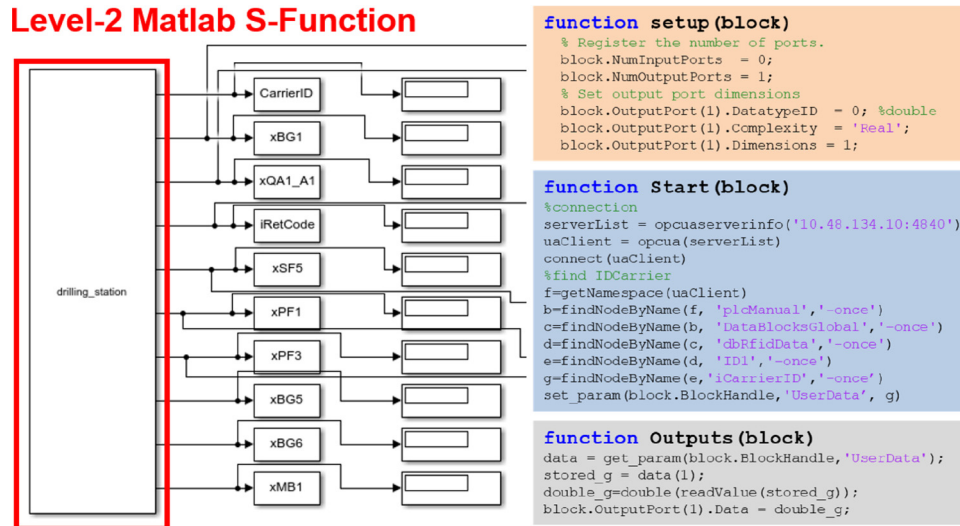 Level-2 Matlab S-Function
drilling_station
CarrierID
xBG1
xQA1_A1
iRetCode
xSF5
xPF1
xPF3
xBG5
xBG6
xMB1
function setup(block)
% Register the number of ports.
block.NumInputPorts  = 0;
block.NumOutputPorts = 1;
% Set output port dimensions
block.OutputPort(1).DatatypeID  = 0; %double
block.OutputPort(1).Complexity  = 'Real';
block.OutputPort(1).Dimensions = 1;
function Start(block)
%connection
serverList = opcuaserverinfo('10.48.134.10:4840')
uaClient = opcua(serverList)
connect(uaClient)
%find IDCarrier
f=getNamespace(uaClient)
b=findNodeByName(f, 'plcManual','-once')
c=findNodeByName(b, 'DataBlocksGlobal','-once')
d=findNodeByName(c, 'dbRfidData','-once')
e=findNodeByName(d, 'ID1','-once')
g=findNodeByName(e,'iCarrierID','-once’)
set_param(block.BlockHandle,'UserData’, g)
function Outputs(block)
data = get_param(block.BlockHandle,'UserData');
stored_g = data(1);
double_g=double(readValue(stored_g));
block.OutputPort(1).Data = double_g;